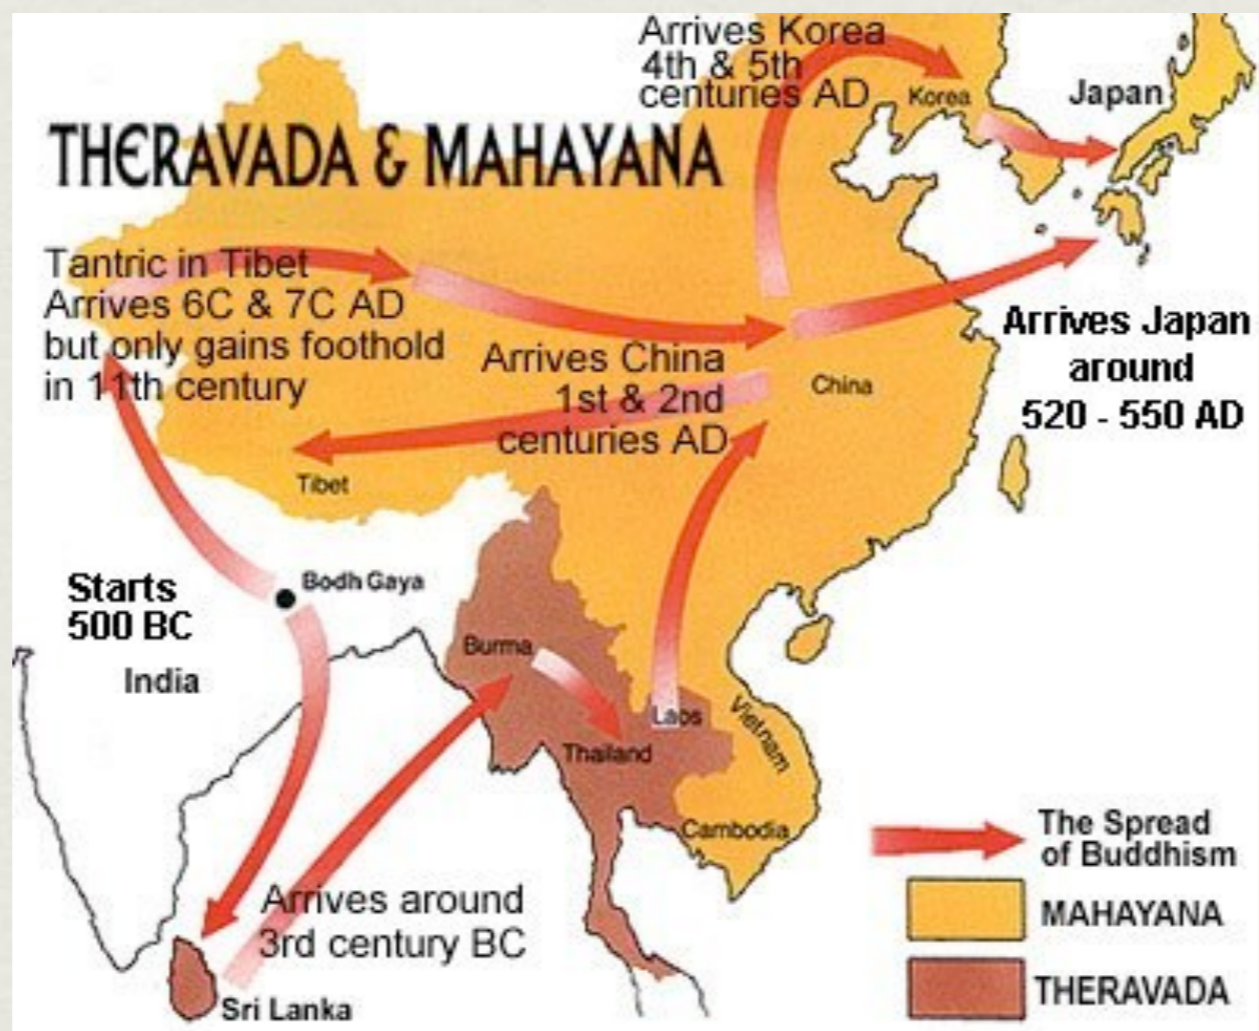 Arrives Korea
4th & 5th
centuries AD
Korea
Japan
THERAVADA & MAHAYANA
Tantric in Tibet
Arrives 6C & 7C AD
but only gains foothold
in 11th century
Arrives China
1st & 2nd
centuries AD
China
Arrives Japan
around
520 - 550 AD
Tibet
Starts
500 BC
Bodh Gaya
India
Burma
Laos
Thailand
Vietnam
Cambodia
Arrives around
3rd century BC
Sri Lanka
The Spread
of Buddhism
MAHAYANA
THERAVADA